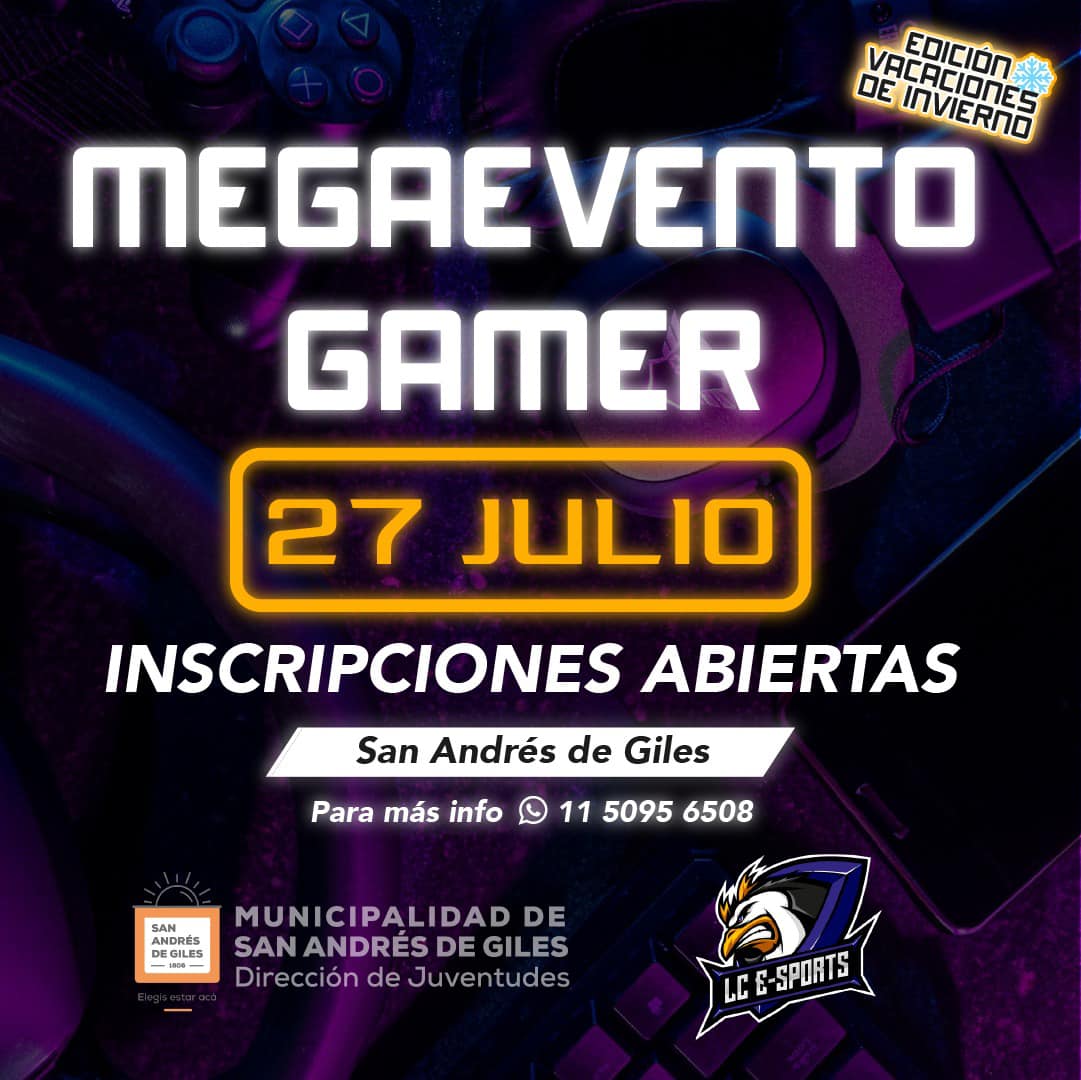 EDICIÓN
VACACIONES
DE INVIERNO
MEGAEVENTO
GAMER
27 JULIO
INSCRIPCIONES ABIERTAS
San Andrés de Giles
Para más info 11 5095 6508
SAN
ANDRÉS
DE GILES
1806
Elegís estar acá
MUNICIPALIDAD DE
SAN ANDRÉS DE GILES
Dirección de Juventudes
LC E-SPORTS